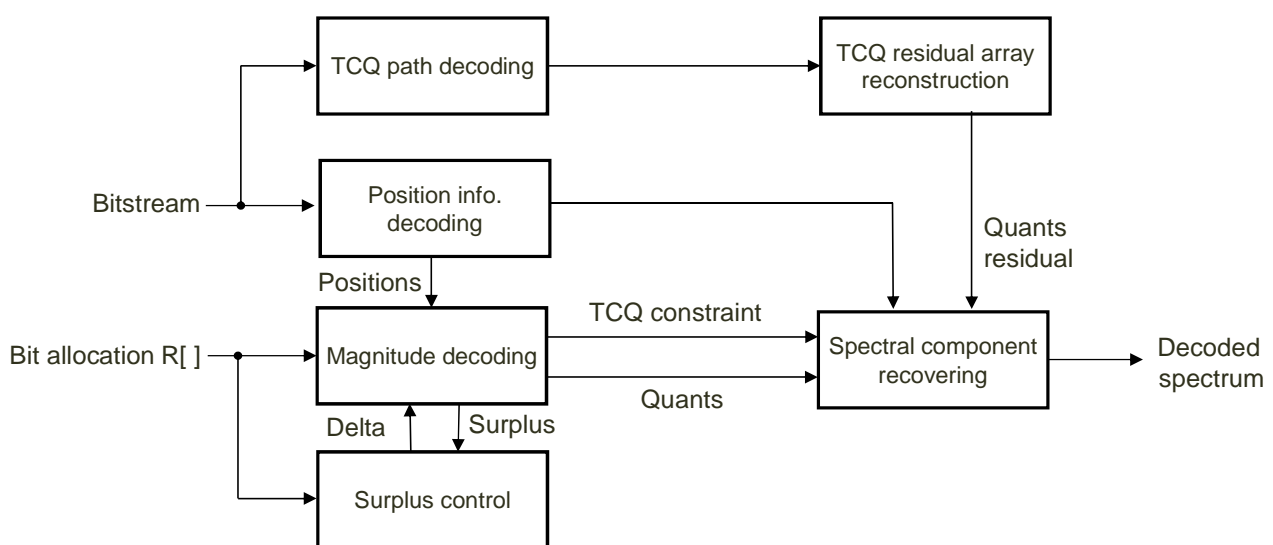 TCQ path decoding
TCQ residual array
reconstruction
Bitstream
Position info.
decoding
Quants
residual
Positions
TCQ constraint
Bit allocation R[ ]
Magnitude decoding
Spectral component
recovering
Decoded
spectrum
Quants
Delta
Surplus
Surplus control